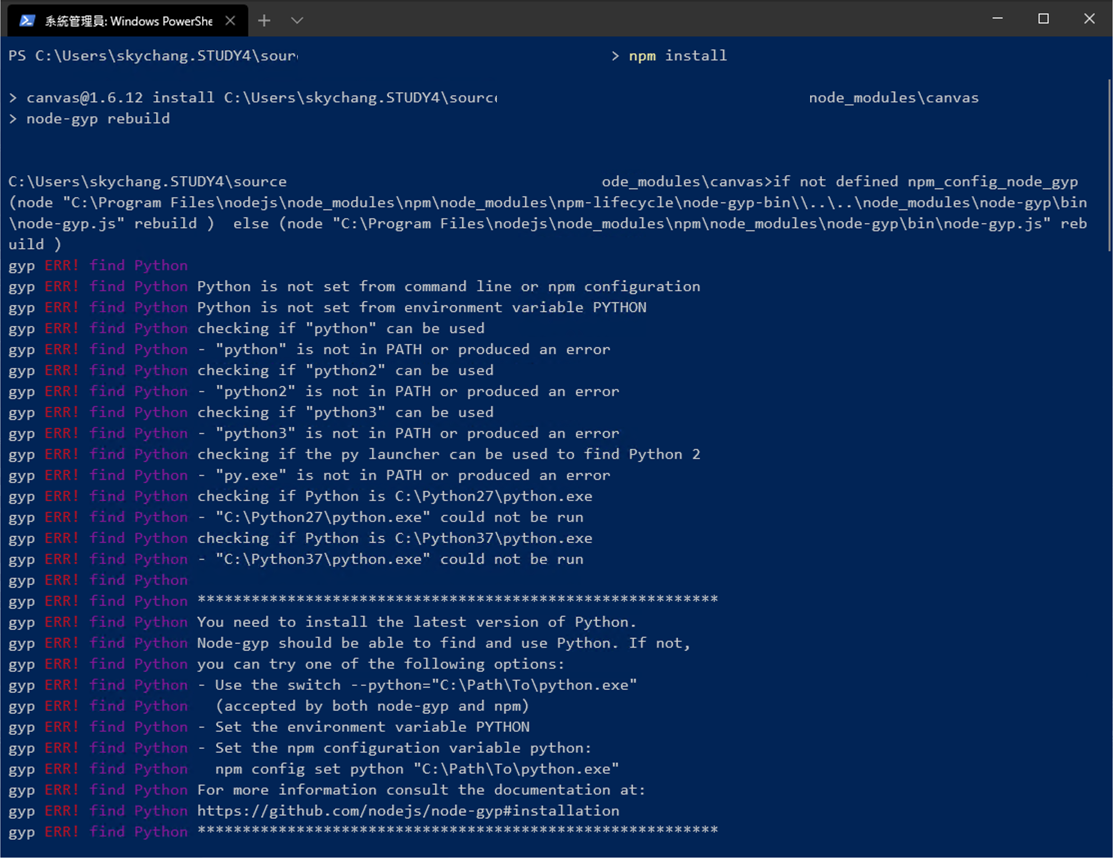 系統管理員: Windows PowerShe
PS C:\Users\skychang.STUDY4\sour > npm install
> canvas@1.6.12 install C:\Users\skychang.STUDY4\source node_modules\canvas
> node-gyp rebuild
C:\Users\skychang.STUDY4\source ode_modules\canvas>if not defined npm_config_node_gyp
(node "C:\Program Files\nodejs\node_modules\npm\node_modules\npm-lifecycle\node-gyp-bin\\..\..\node_modules\node-gyp\bin
\node-gyp.js" rebuild )  else (node "C:\Program Files\nodejs\node_modules\npm\node_modules\node-gyp\bin\node-gyp.js" reb
uild )
gyp ERR! find Python
gyp ERR! find Python Python is not set from command line or npm configuration
gyp ERR! find Python Python is not set from environment variable PYTHON
gyp ERR! find Python checking if "python" can be used
gyp ERR! find Python - "python" is not in PATH or produced an error
gyp ERR! find Python checking if "python2" can be used
gyp ERR! find Python - "python2" is not in PATH or produced an error
gyp ERR! find Python checking if "python3" can be used
gyp ERR! find Python - "python3" is not in PATH or produced an error
gyp ERR! find Python checking if the py launcher can be used to find Python 2
gyp ERR! find Python - "py.exe" is not in PATH or produced an error
gyp ERR! find Python checking if Python is C:\Python27\python.exe
gyp ERR! find Python - "C:\Python27\python.exe" could not be run
gyp ERR! find Python checking if Python is C:\Python37\python.exe
gyp ERR! find Python - "C:\Python37\python.exe" could not be run
gyp ERR! find Python
gyp ERR! find Python **********************************************************
gyp ERR! find Python You need to install the latest version of Python.
gyp ERR! find Python Node-gyp should be able to find and use Python. If not,
gyp ERR! find Python you can try one of the following options:
gyp ERR! find Python - Use the switch --python="C:\Path\To\python.exe"
gyp ERR! find Python   (accepted by both node-gyp and npm)
gyp ERR! find Python - Set the environment variable PYTHON
gyp ERR! find Python - Set the npm configuration variable python:
gyp ERR! find Python   npm config set python "C:\Path\To\python.exe"
gyp ERR! find Python For more information consult the documentation at:
gyp ERR! find Python https://github.com/nodejs/node-gyp#installation
gyp ERR! find Python **********************************************************